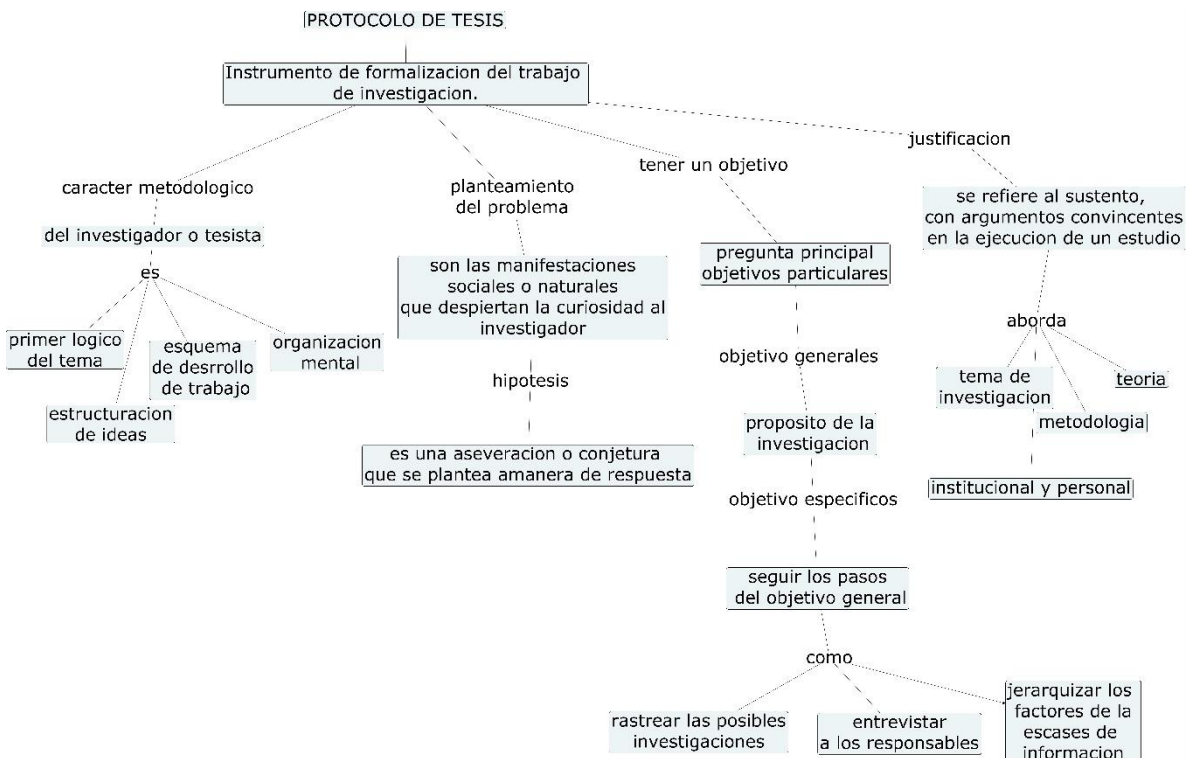 PROTOCOLO DE TESIS
Instrumento de formalizacion del trabajo
de investigacion.
caracter metodologico
del investigador o tesista
es
primer logico
del tema
estructuracion
de ideas
esquema
de desrrollo
de trabajo
organizacion
mental
planteamiento
del problema
son las manifestaciones
sociales o naturales
que despiertan la curiosidad al
investigador
hipotesis
es una aseveracion o conjetura
que se plantea amanera de respuesta
tener un objetivo
pregunta principal
objetivos particulares
objetivo generales
proposito de la
investigacion
objetivo especificos
seguir los pasos
del objetivo general
como
rastrear las posibles
investigaciones
entrevistar
a los responsables
jerarquizar los
factores de la
escases de
informacion
justificacion
se refiere al sustento,
con argumentos convincentes
en la ejecucion de un estudio
aborda
tema de
investigacion
metodologia
teoria
institucional y personal